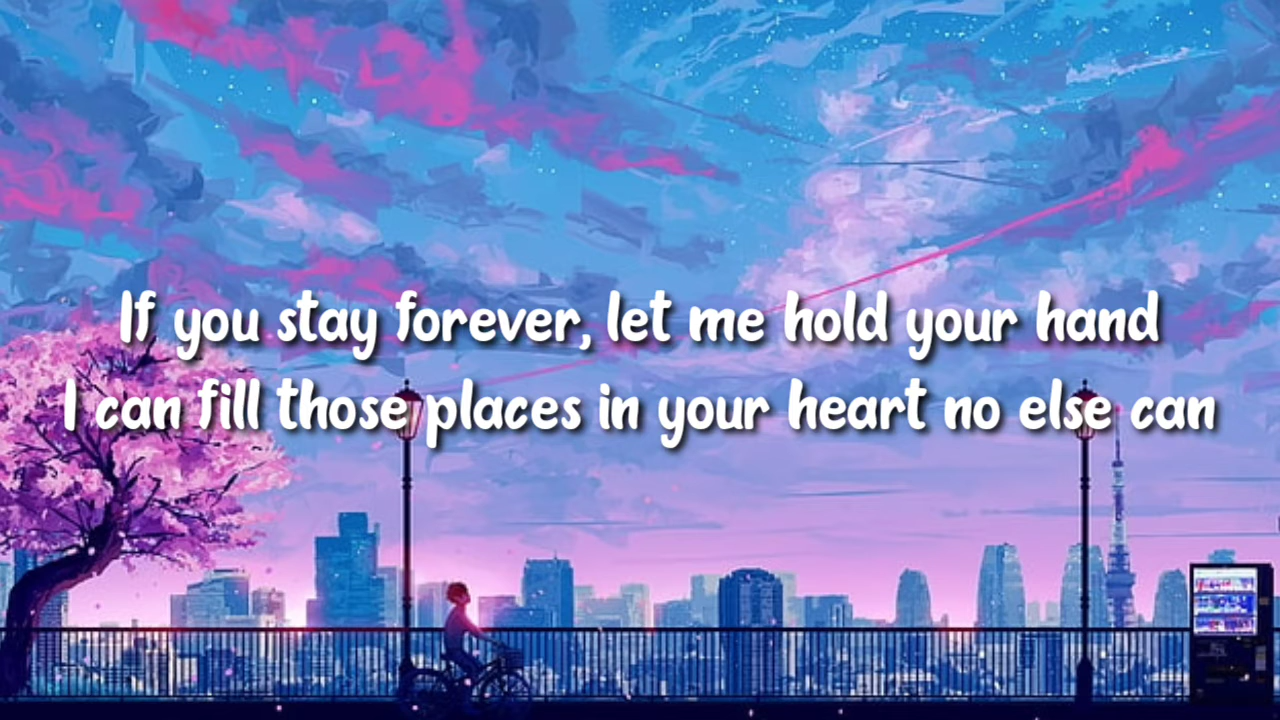 If you stay forever, let me hold your hand
I can fill those places in your heart no else can